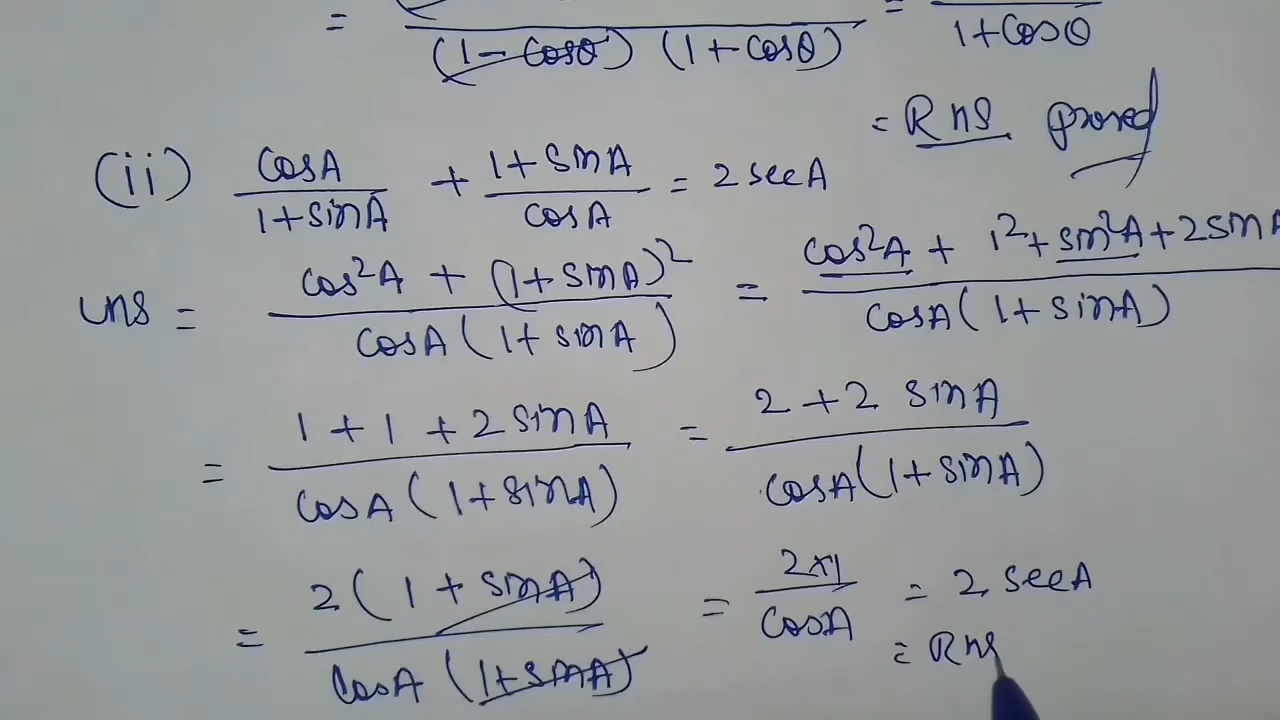 = / (1 - cosθ) (1 + cosθ) = / 1 + cosθ
= RHS proved
(ii) cosA / 1 + sinA + 1 + sinA / cosA = 2 secA
LHS = cos²A + (1 + sinA)² / cosA (1 + sinA) = cos²A + 1² + sin²A + 2 sinA / cosA (1 + sinA)
= 1 + 1 + 2 sinA / cosA (1 + sinA) = 2 + 2 sinA / cosA (1 + sinA)
= 2 (1 + sinA) / cosA (1 + sinA) = 2 × 1 / cosA = 2 secA
= RHS